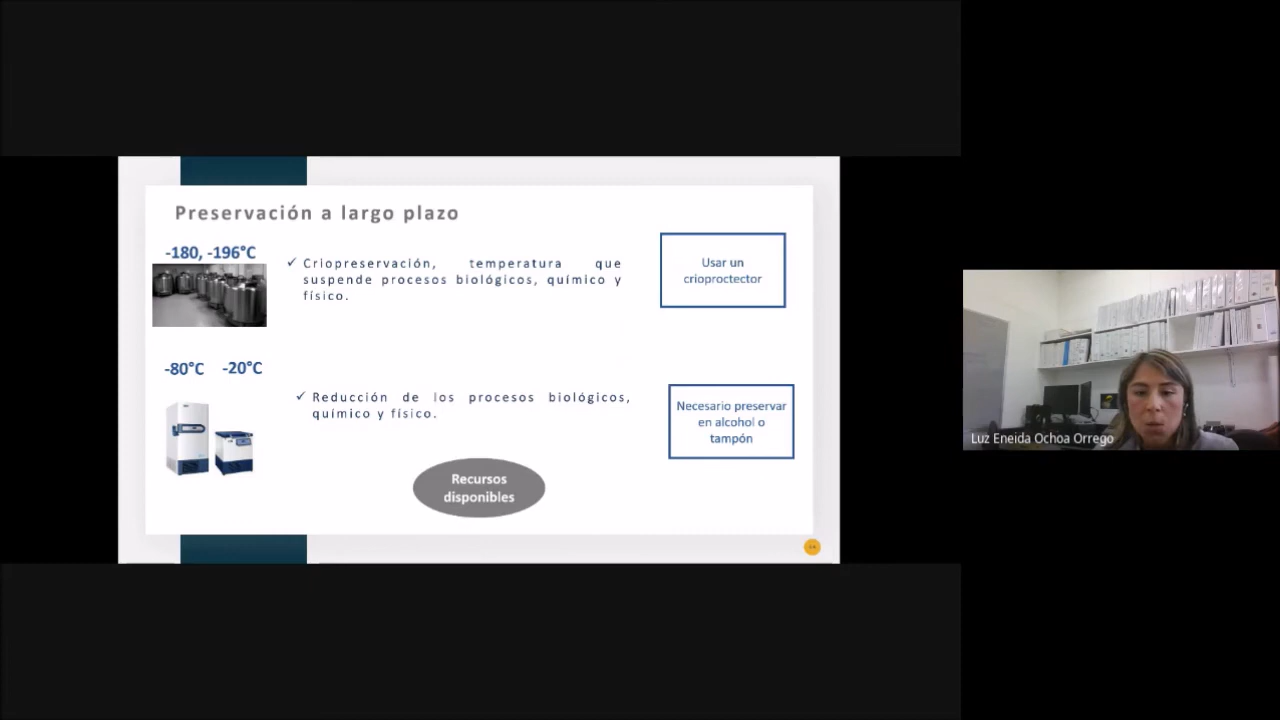 Preservación a largo plazo
-180, -196°C
✓ Criopreservación, temperatura que
suspende procesos biológicos, químico y
físico.
Usar un
crioproctector
-80°C -20°C
✓ Reducción de los procesos biológicos,
químico y físico.
Necesario preservar
en alcohol o
tampón
Recursos
disponibles
Luz Eneida Ochoa Orrego